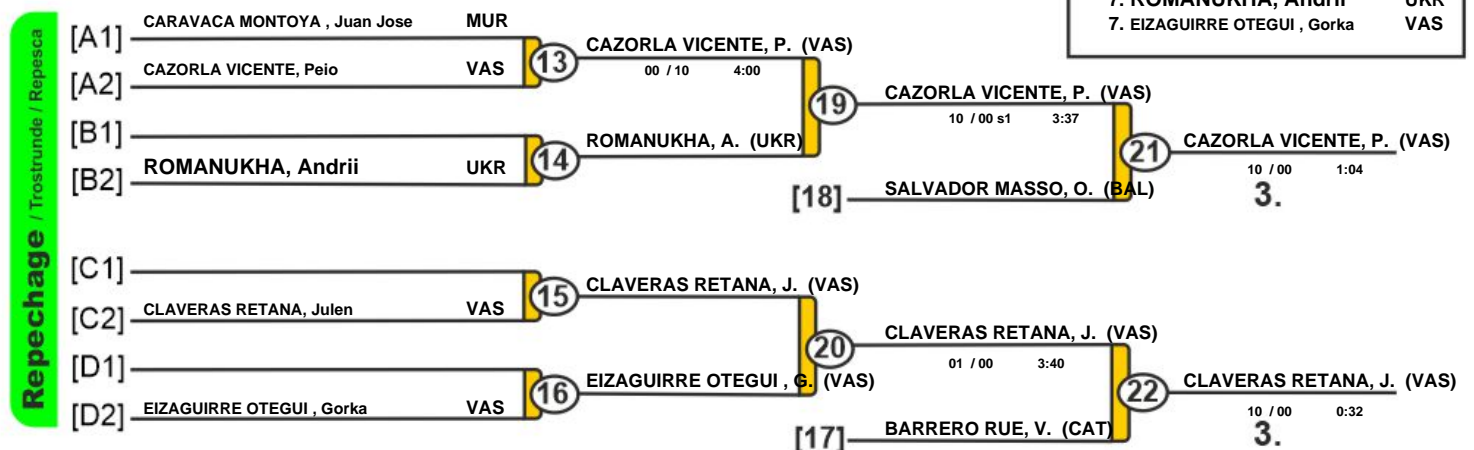 7. ROMANUKHA, Andrii UKR
7. EIZAGUIRRE OTEGUI , Gorka VAS
Repechage / Trostrunde / Repesca
[A1] CARAVACA MONTOYA , Juan Jose MUR
[A2] CAZORLA VICENTE, Peio VAS
13
CAZORLA VICENTE, P. (VAS)
00 / 10 4:00
[B1]
[B2] ROMANUKHA, Andrii UKR
14
ROMANUKHA, A. (UKR)
19
CAZORLA VICENTE, P. (VAS)
10 / 00 s1 3:37
[18] SALVADOR MASSO, O. (BAL)
21
CAZORLA VICENTE, P. (VAS)
10 / 00 1:04
3.
[C1]
[C2] CLAVERAS RETANA, Julen VAS
15
CLAVERAS RETANA, J. (VAS)
[D1]
[D2] EIZAGUIRRE OTEGUI , Gorka VAS
16
EIZAGUIRRE OTEGUI , G. (VAS)
20
CLAVERAS RETANA, J. (VAS)
01 / 00 3:40
[17] BARRERO RUE, V. (CAT)
22
CLAVERAS RETANA, J. (VAS)
10 / 00 0:32
3.